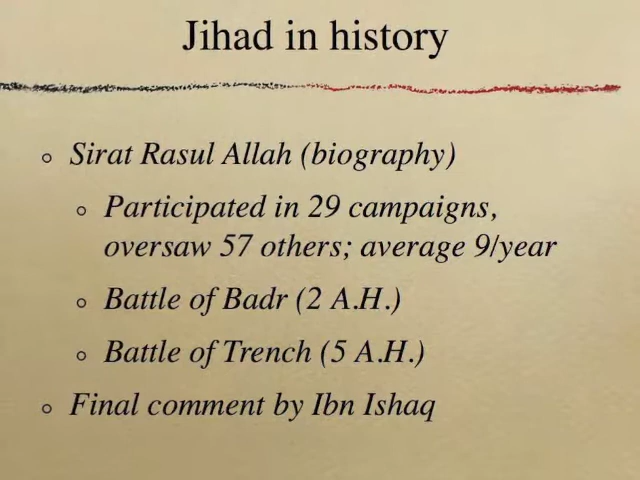 Jihad in history
Sirat Rasul Allah (biography)
Participated in 29 campaigns,
oversaw 57 others; average 9/year
Battle of Badr (2 A.H.)
Battle of Trench (5 A.H.)
Final comment by Ibn Ishaq